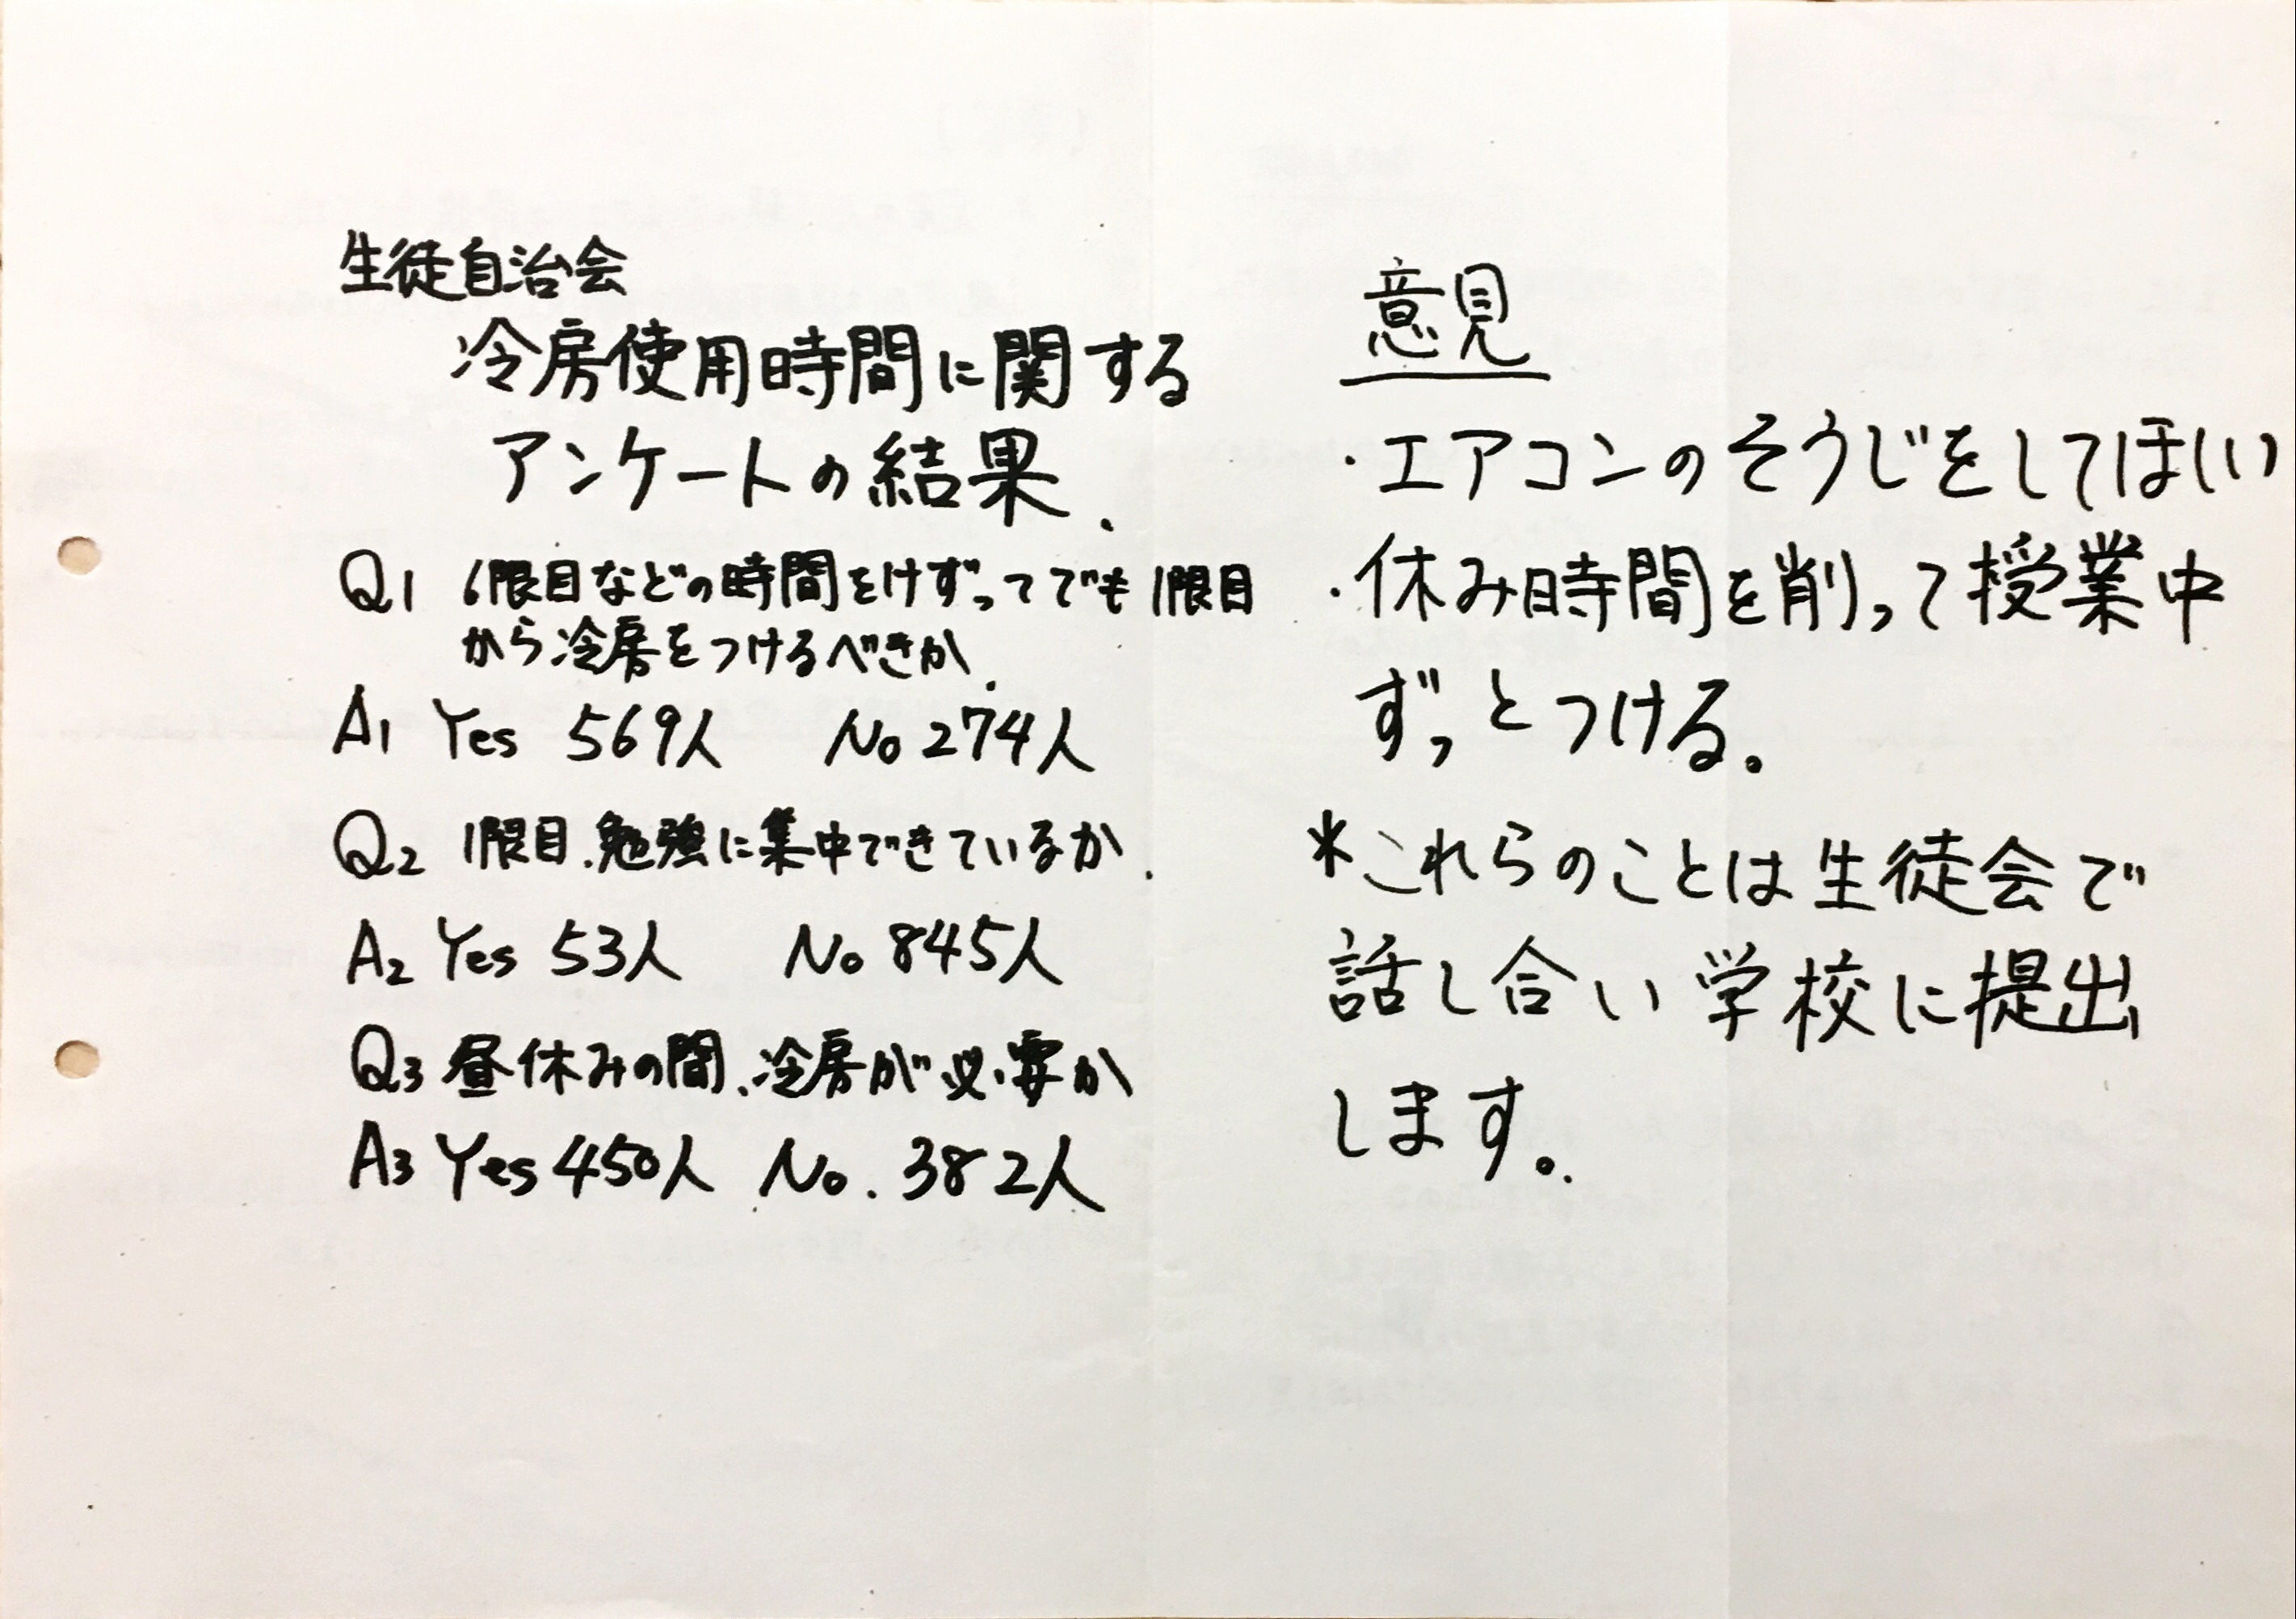 生徒自治会
冷房使用時間に関する
アンケートの結果.
Q1 6限目などの時間をけずってでも1限目
から冷房をつけるべきか.
A1 Yes 569人 No 274人
Q2 1限目、勉強に集中できているか.
A2 Yes 53人 No 845人
Q3 昼休みの間、冷房が必要か
A3 Yes 450人 No. 382人
意見
・エアコンのそうじをしてほしい
・休み時間を削って授業中
ずっとつける。
*これらのことは生徒会で
話し合い学校に提出
します。